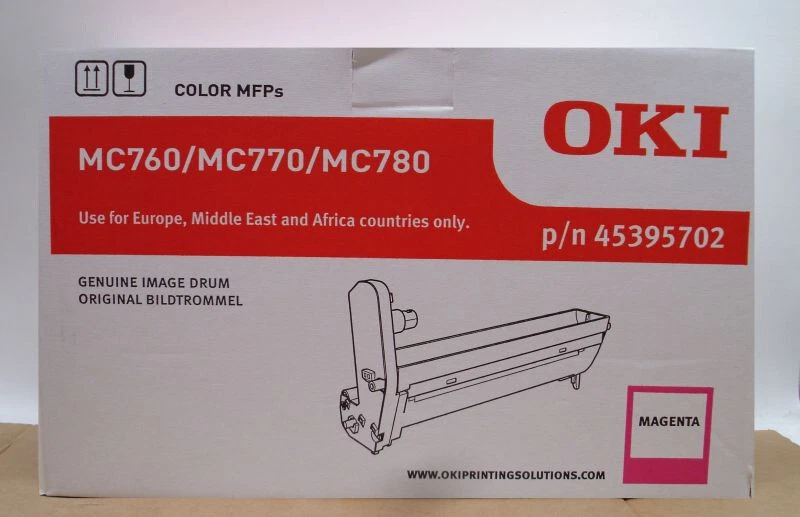 COLOR MFPs
OKI
MC760/MC770/MC780
Use for Europe, Middle East and Africa countries only.
p/n 45395702
GENUINE IMAGE DRUM
ORIGINAL BILDTROMMEL
MAGENTA
WWW.OKIPRINTINGSOLUTIONS.COM